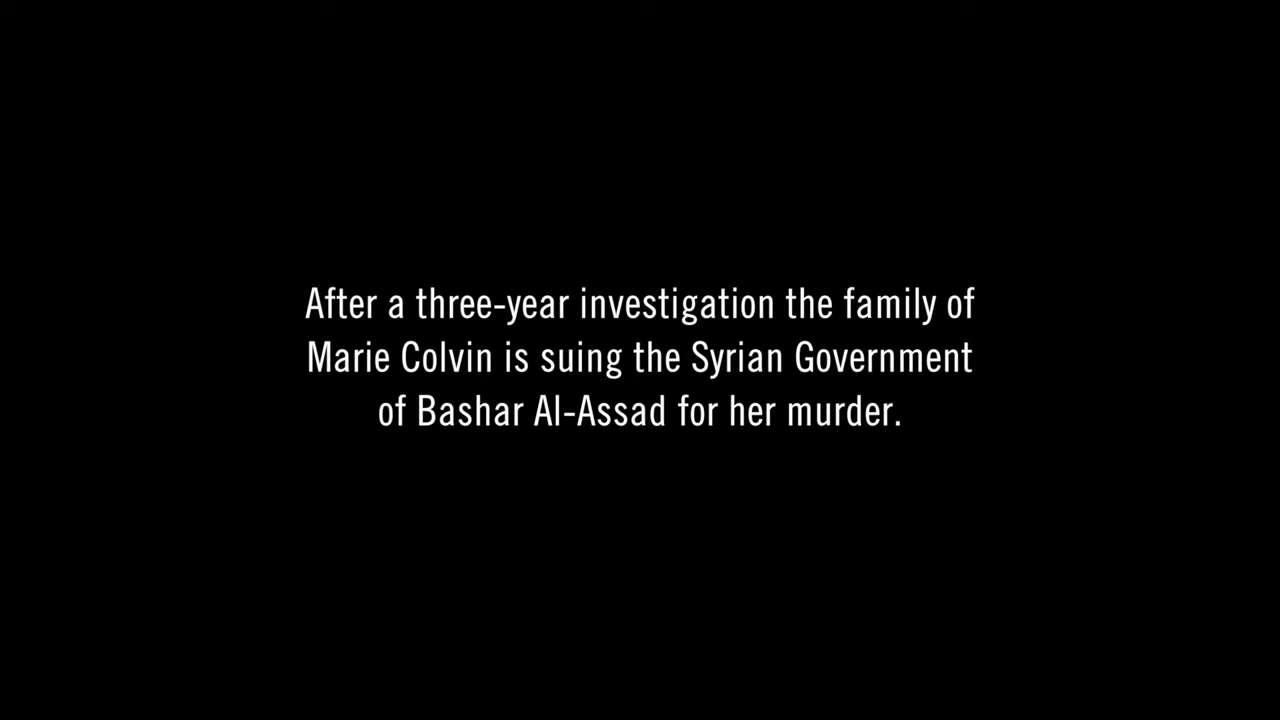 After a three-year investigation the family of
Marie Colvin is suing the Syrian Government
of Bashar Al-Assad for her murder.